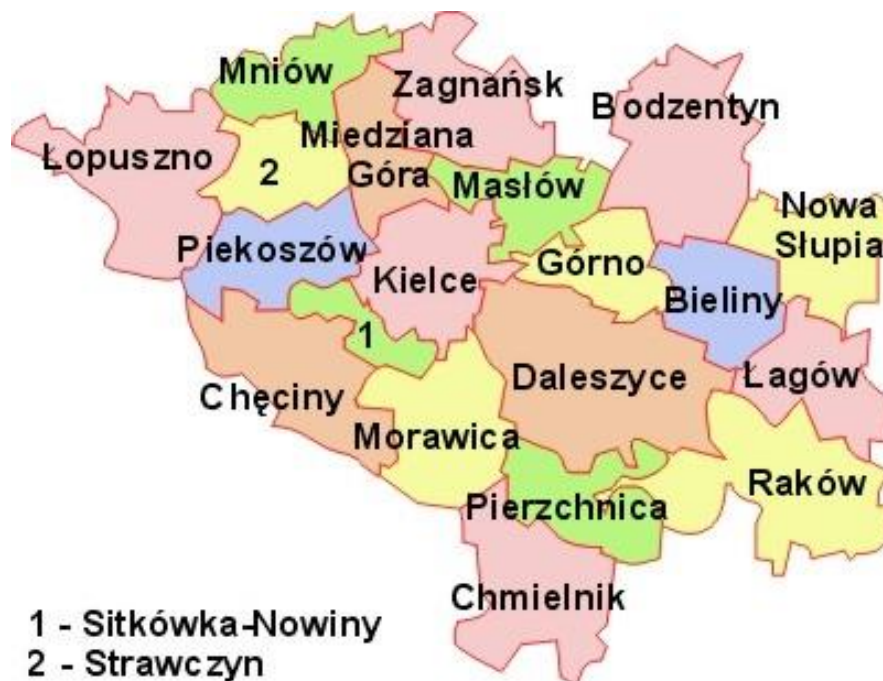 Mniów
Zagnańsk
Bodzentyn
Łopuszno
Miedziana
Góra
2
Masłów
Nowa
Słupia
Piekoszów
Kielce
Górno
Bieliny
1
Chęciny
Daleszyce
Łagów
Morawica
Raków
Pierzchnica
Chmielnik
1 - Sitkówka-Nowiny
2 - Strawczyn